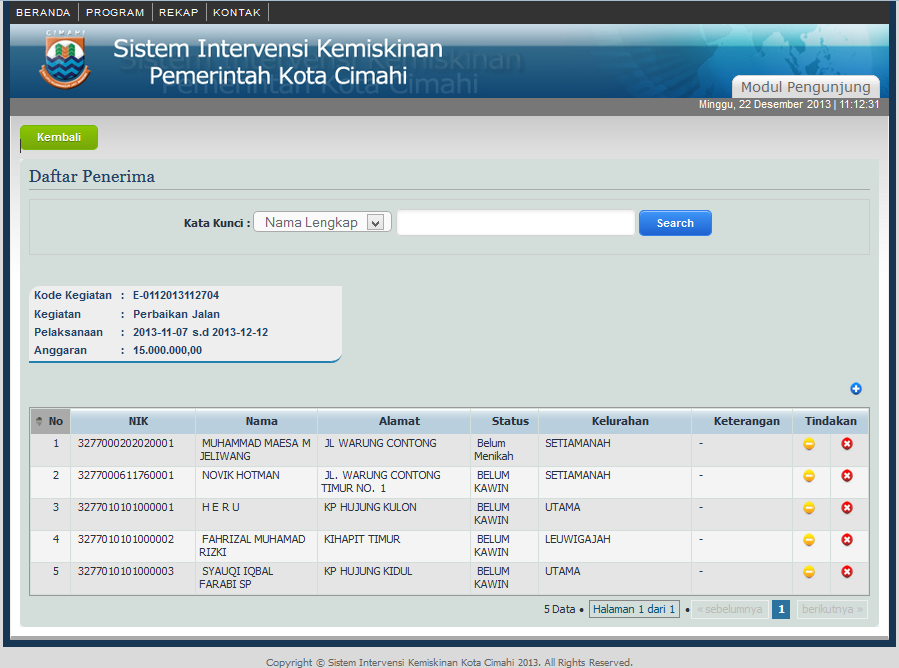 BERANDA PROGRAM REKAP KONTAK
CIMAHI
Sistem Intervensi Kemiskinan
Pemerintah Kota Cimahi
Modul Pengunjung
Minggu, 22 Desember 2013 | 11:12:31
Kembali
Daftar Penerima
Kata Kunci : Nama Lengkap Search
Kode Kegiatan : E-0112013112704
Kegiatan : Perbaikan Jalan
Pelaksanaan : 2013-11-07 s.d 2013-12-12
Anggaran : 15.000.000,00
No NIK Nama Alamat Status Kelurahan Keterangan Tindakan
1 3277000202020001 MUHAMMAD MAESA M JL WARUNG CONTONG Belum SETIAMANAH -
JELIWANG Menikah
2 3277000611760001 NOVIK HOTMAN JL. WARUNG CONTONG BELUM SETIAMANAH -
TIMUR NO. 1 KAWIN
3 3277010101000001 H E R U KP HUJUNG KULON BELUM UTAMA -
KAWIN
4 3277010101000002 FAHRIZAL MUHAMAD KIHAPIT TIMUR BELUM LEUWIGAJAH -
RIZKI KAWIN
5 3277010101000003 SYAUQI IQBAL KP HUJUNG KIDUL BELUM UTAMA -
FARABI SP KAWIN
5 Data • Halaman 1 dari 1 • « sebelumnya 1 berikutnya »
Copyright © Sistem Intervensi Kemiskinan Kota Cimahi 2013. All Rights Reserved.